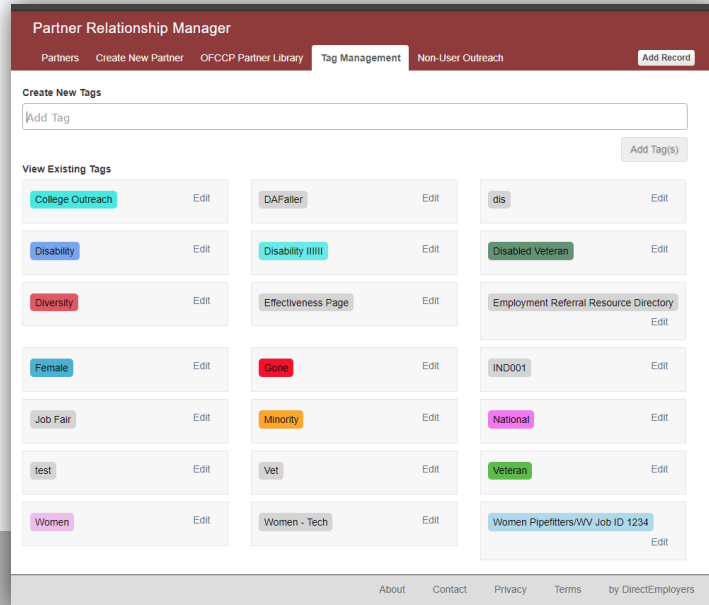 Partner Relationship Manager
Partners Create New Partner OFCCP Partner Library Tag Management Non-User Outreach Add Record
Create New Tags
Add Tag
Add Tag(s)
View Existing Tags
College Outreach Edit DAFaller Edit dis Edit
Disability Edit Disability IIIIII Edit Disabled Veteran Edit
Diversity Edit Effectiveness Page Edit Employment Referral Resource Directory
Edit
Female Edit Gone Edit IND001 Edit
Job Fair Edit Minority Edit National Edit
test Edit Vet Edit Veteran Edit
Women Edit Women - Tech Edit Women Pipefitters/WV Job ID 1234
Edit
About Contact Privacy Terms by DirectEmployers